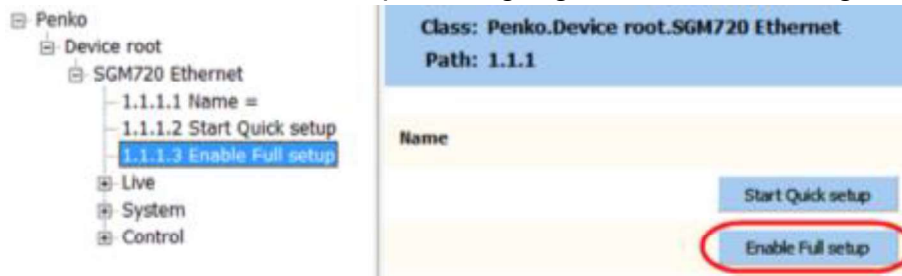 Penko
Device root
SGM720 Ethernet
1.1.1.1 Name =
1.1.1.2 Start Quick setup
1.1.1.3 Enable Full setup
Live
System
Control
Class: Penko.Device root.SGM720 Ethernet
Path: 1.1.1
Name
Start Quick setup
Enable Full setup